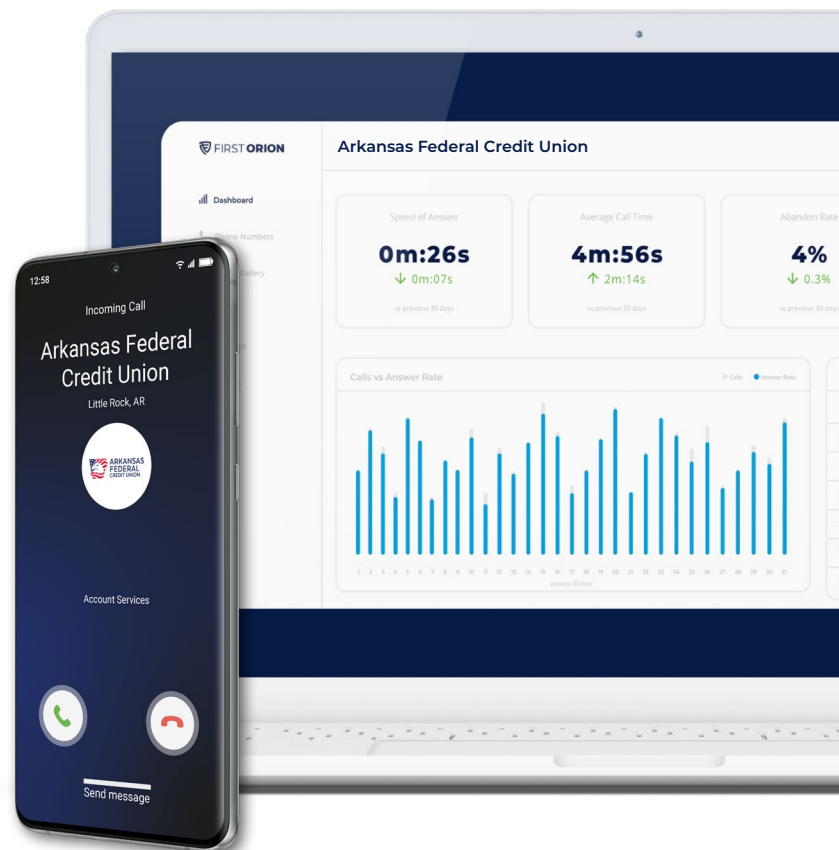 FIRST ORION
Arkansas Federal Credit Union
Dashboard
Phone Numbers
Gallery
Speed of Answer
0m:26s
0m:07s
vs previous 30 days
Average Call Time
4m:56s
2m:14s
vs previous 30 days
Abandon Rate
4%
0.3%
vs previous 30 days
Calls vs Answer Rate
Calls
Answer Rate
1 2 3 4 5 6 7 8 9 10 11 12 13 14 15 16 17 18 19 20 21 22 23 24 25 26 27 28 29 30 31
previous 30 days
12:58
Incoming Call
Arkansas Federal
Credit Union
Little Rock, AR
ARKANSAS
FEDERAL
CREDIT UNION
Account Services
Send message